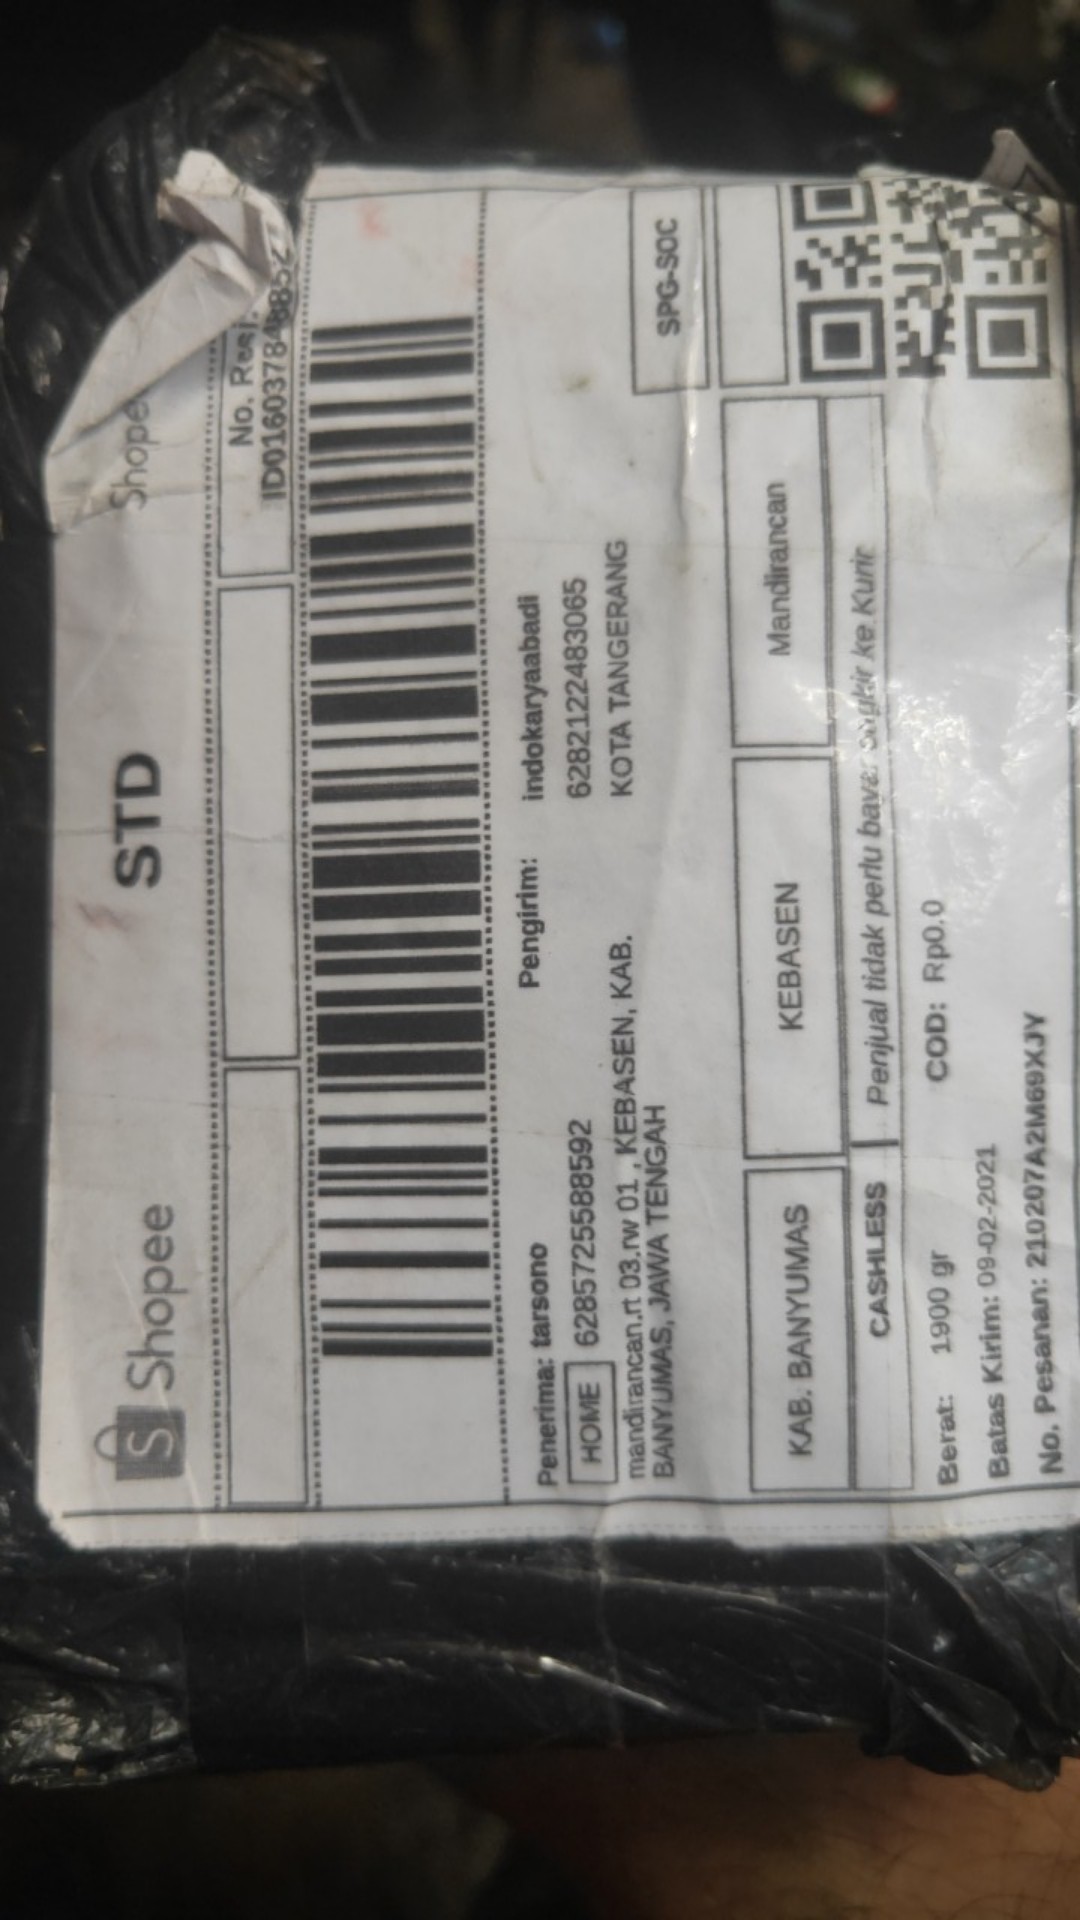 Shopee
STD
Shope
No. Resi:
Penerima: tarsono
HOME 6285725588592
mandirancan.rt 03.rw 01 , KEBASEN, KAB.
BANYUMAS, JAWA TENGAH
Pengirim: indokaryaabadi
6282122483065
KOTA TANGERANG
SPG-SOC
KAB. BANYUMAS
KEBASEN
Mandirancan
CASHLESS
Penjual tidak perlu bayar ongkir ke Kurir
Berat: 1900 gr
COD: Rp0.0
Batas Kirim: 09-02-2021
No. Pesanan: 210207A2M69XJY